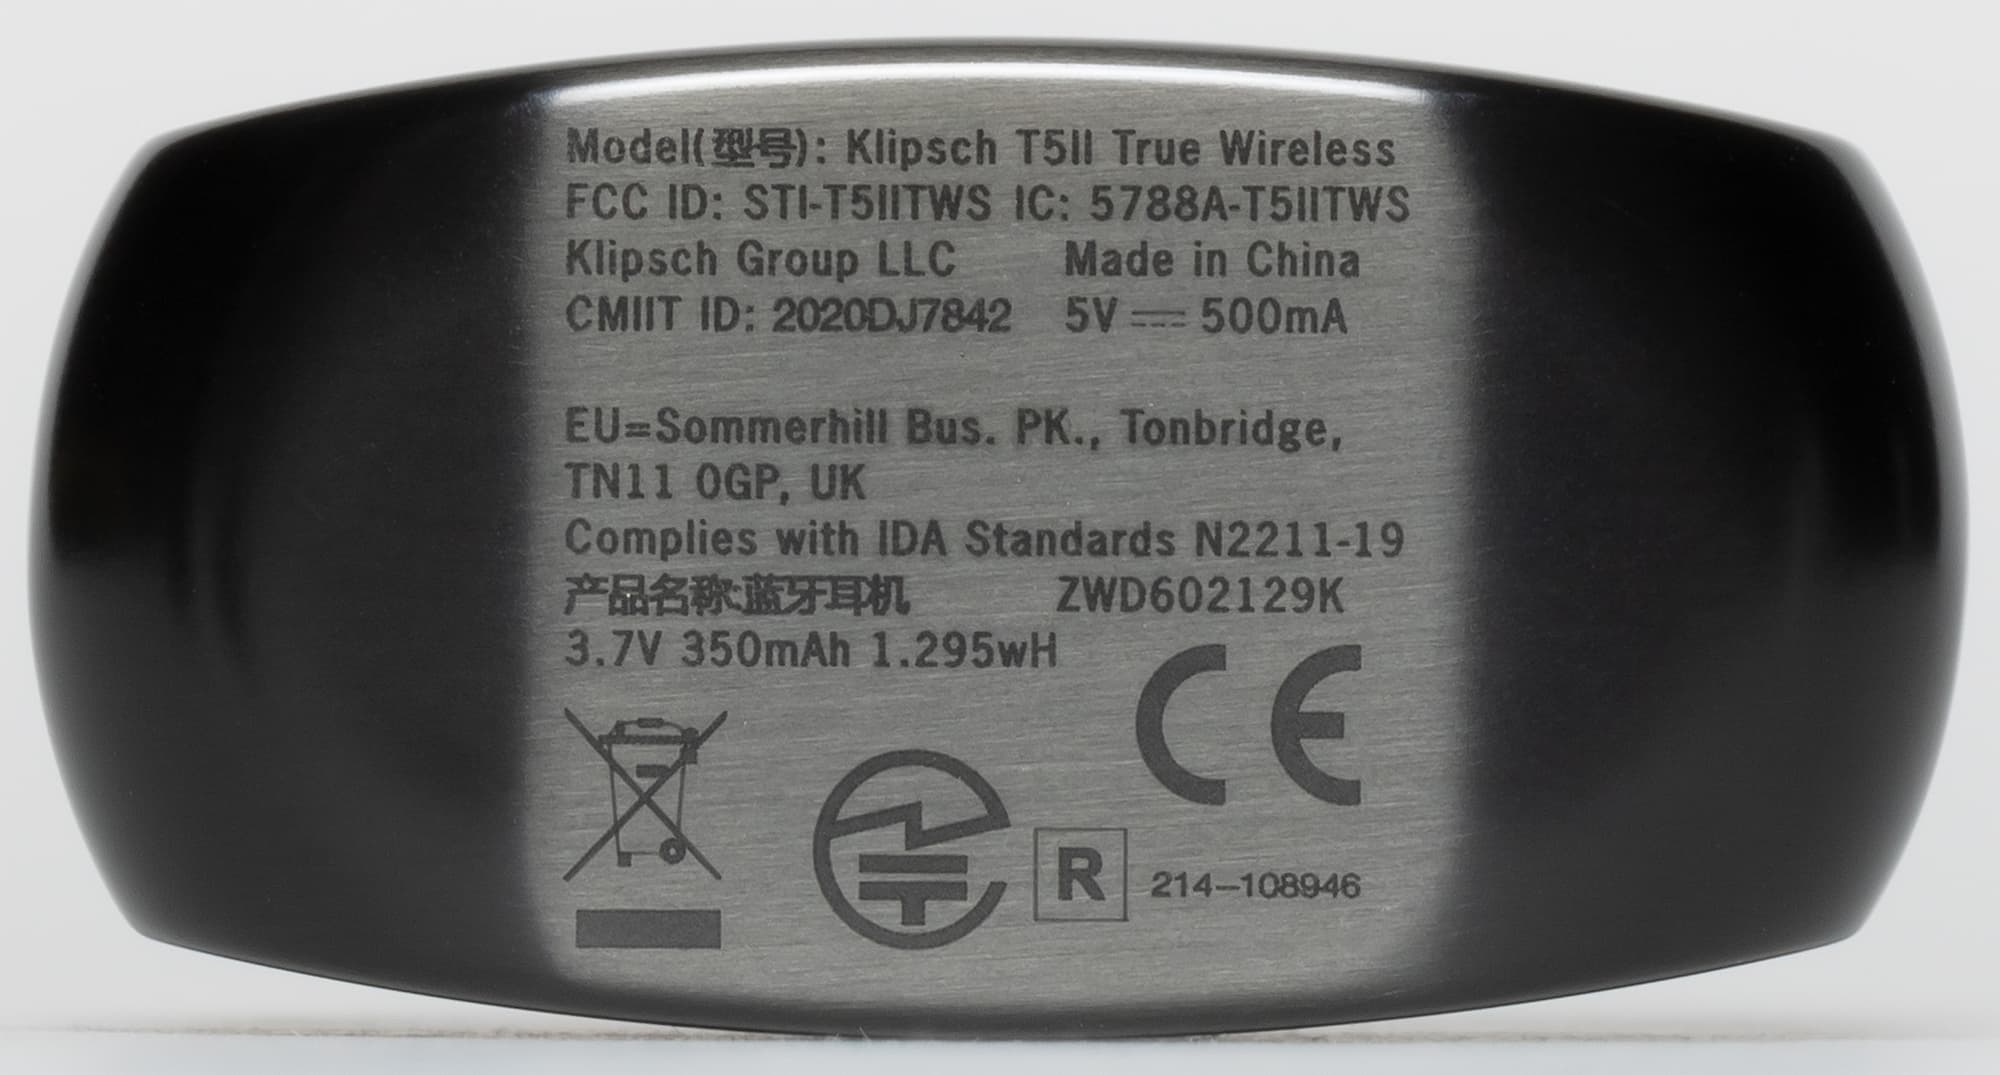 Model(型号): Klipsch T5II True Wireless
FCC ID: STI-T5IITWS IC: 5788A-T5IITWS
Klipsch Group LLC Made in China
CMIIT ID: 2020DJ7842 5V ⎓ 500mA
EU=Sommerhill Bus. PK., Tonbridge,
TN11 0GP, UK
Complies with IDA Standards N2211-19
产品名称:蓝牙耳机 ZWD602129K
3.7V 350mAh 1.295wH
CE
R 214-108946